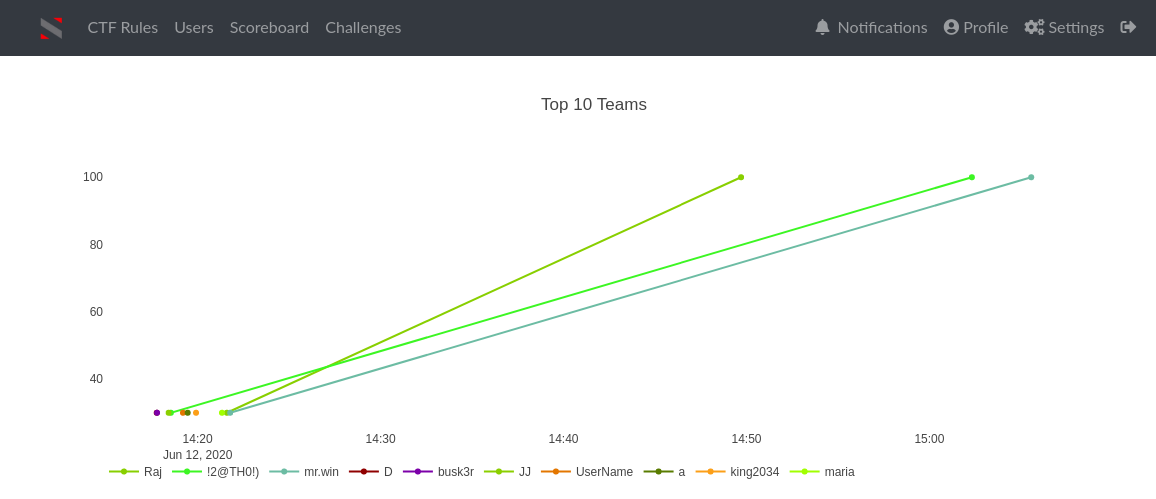 CTF Rules Users Scoreboard Challenges Notifications Profile Settings
Top 10 Teams
100
80
60
40
14:20 14:30 14:40 14:50 15:00
Jun 12, 2020
Raj !2@TH0!) mr.win D busk3r JJ UserName a king2034 maria